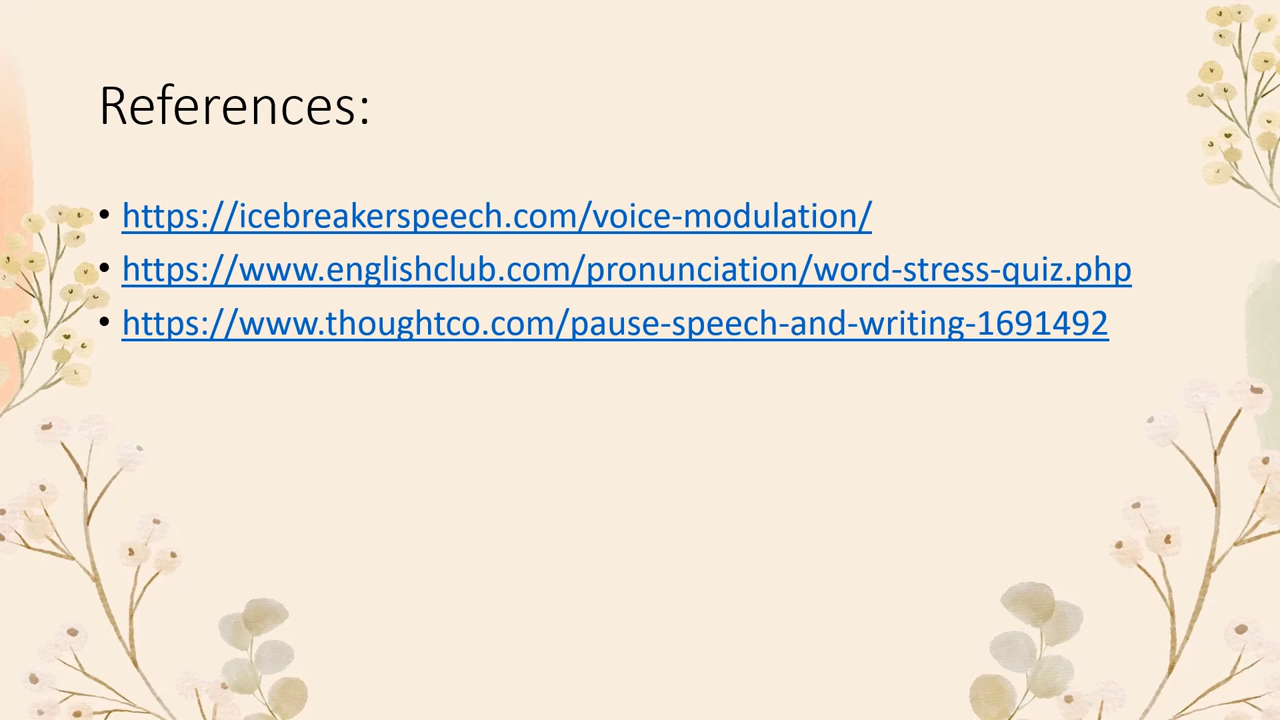 References:
• https://icebreakerspeech.com/voice-modulation/
• https://www.englishclub.com/pronunciation/word-stress-quiz.php
• https://www.thoughtco.com/pause-speech-and-writing-1691492